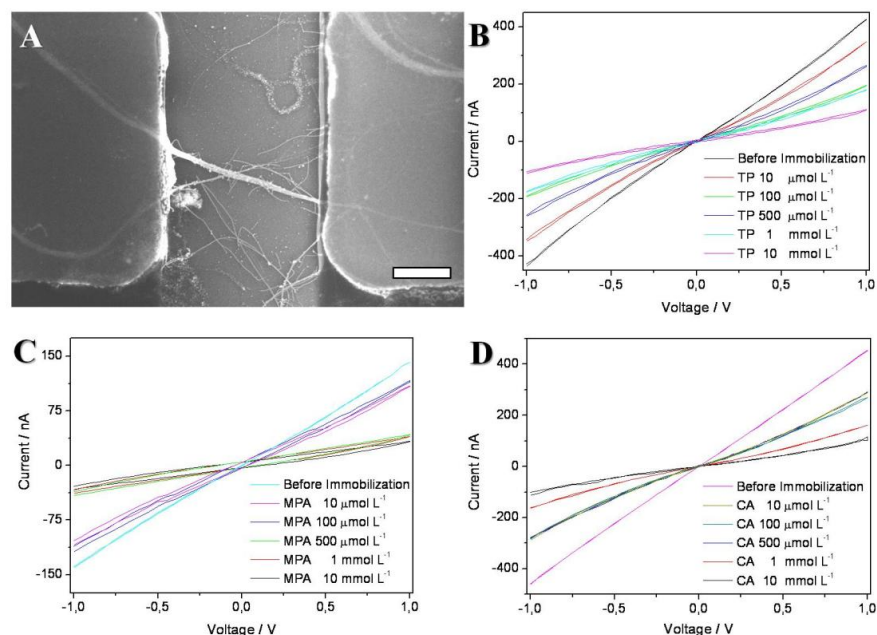 A
B
400
200
0
-200
-400
Current / nA
Before Immobilization
TP 10 μmol L⁻¹
TP 100 μmol L⁻¹
TP 500 μmol L⁻¹
TP 1 mmol L⁻¹
TP 10 mmol L⁻¹
-1,0 -0,5 0,0 0,5 1,0
Voltage / V
C
150
75
0
-75
-150
Current / nA
Before Immobilization
MPA 10 μmol L⁻¹
MPA 100 μmol L⁻¹
MPA 500 μmol L⁻¹
MPA 1 mmol L⁻¹
MPA 10 mmol L⁻¹
-1,0 -0,5 0,0 0,5 1,0
Voltage / V
D
400
200
0
-200
-400
Current / nA
Before Immobilization
CA 10 μmol L⁻¹
CA 100 μmol L⁻¹
CA 500 μmol L⁻¹
CA 1 mmol L⁻¹
CA 10 mmol L⁻¹
-1,0 -0,5 0,0 0,5 1,0
Voltage / V